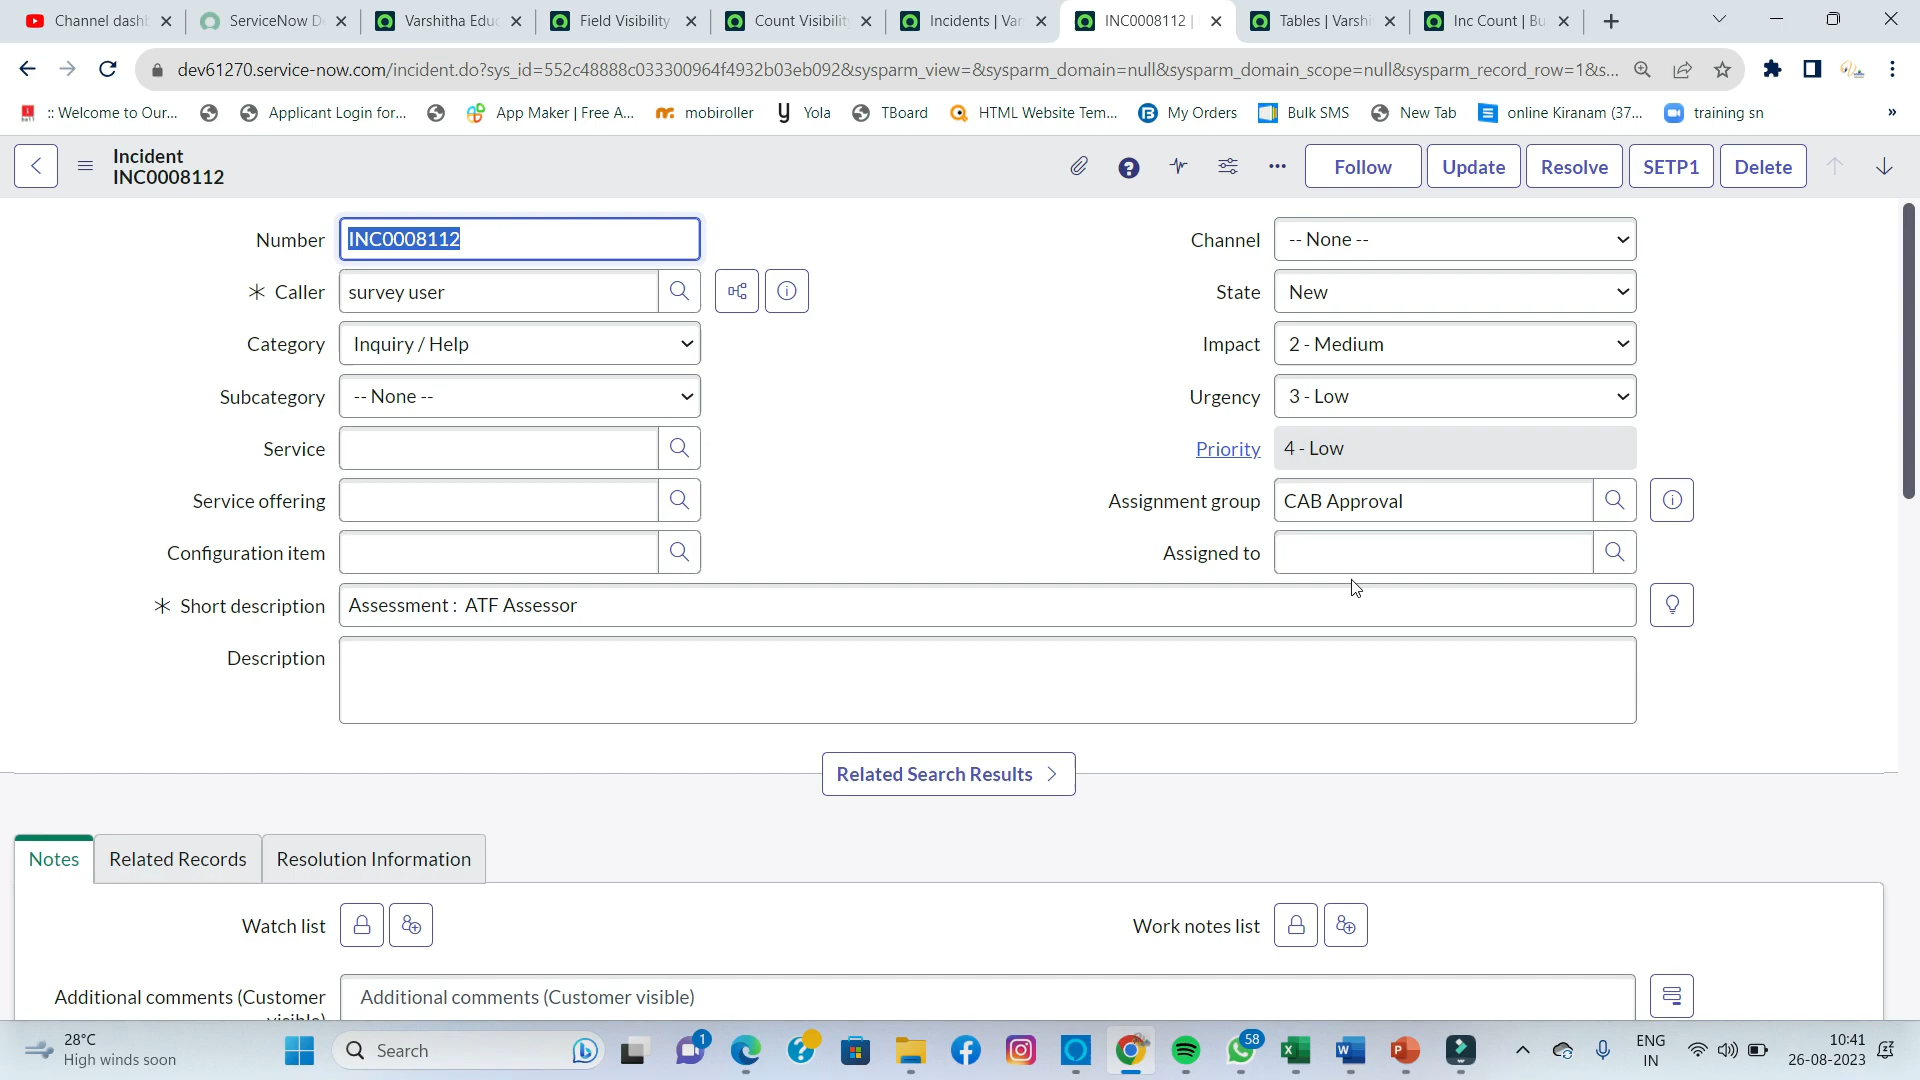 Channel dashb
ServiceNow D
Varshitha Educ
Field Visibility
Count Visibilit
Incidents | Var
INC0008112 |
Tables | Varshi
Inc Count | Bu
dev61270.service-now.com/incident.do?sys_id=552c48888c033300964f4932b03eb092&sysparm_view=&sysparm_domain=null&sysparm_domain_scope=null&sysparm_record_row=1&s...
:: Welcome to Our...
Applicant Login for...
App Maker | Free A...
mobiroller
Yola
TBoard
HTML Website Tem...
My Orders
Bulk SMS
New Tab
online Kiranam (37...
training sn
»
Incident
INC0008112
Follow
Update
Resolve
SETP1
Delete
Number INC0008112
Channel -- None --
Caller survey user
State New
Category Inquiry / Help
Impact 2 - Medium
Subcategory -- None --
Urgency 3 - Low
Service
Priority 4 - Low
Service offering
Assignment group CAB Approval
Configuration item
Assigned to
Short description Assessment : ATF Assessor
Description
Related Search Results
Notes
Related Records
Resolution Information
Watch list
Work notes list
Additional comments (Customer visible)
Additional comments (Customer visible)
28°C
High winds soon
Search
1
58
ENG
IN
10:41
26-08-2023